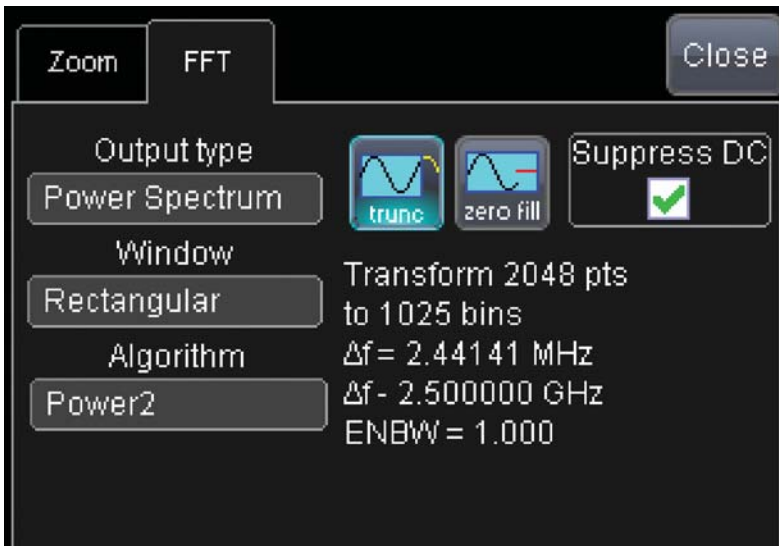 Zoom
FFT
Close
Output type
Power Spectrum
trunc
zero fill
Suppress DC
Window
Rectangular
Transform 2048 pts
to 1025 bins
Algorithm
Δf = 2.44141 MHz
Power2
Δf - 2.500000 GHz
ENBW = 1.000